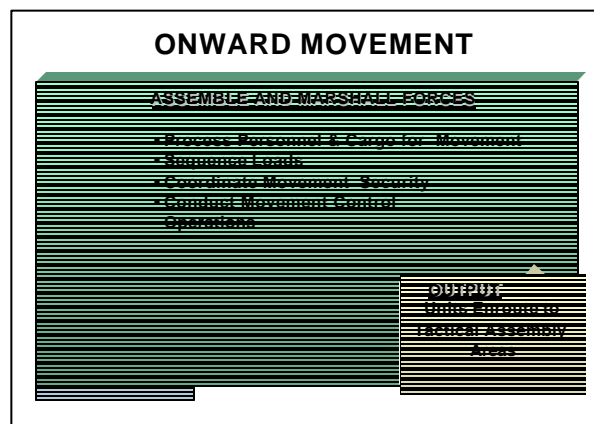 ONWARD MOVEMENT
ASSEMBLE AND MARSHALL FORCES
• Process Personnel & Cargo for Movement
• Sequence Loads
• Coordinate Movement Security
• Conduct Movement Control
Operations
OUTPUT
Units Enroute to
Tactical Assembly
Areas